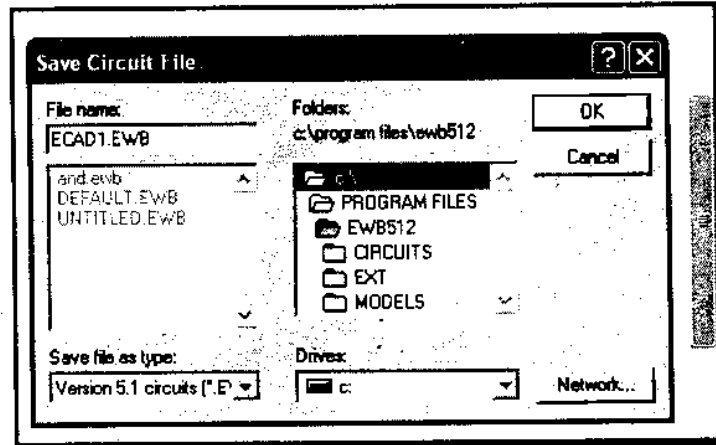 Save Circuit File
File name:
ECAD1.EWB
and.ewb
DEFAULT.EWB
UNTITLED.EWB
Save file as type:
Version 5.1 circuits (*.EW
Folders:
c:\program files\ewb512
c:\
PROGRAM FILES
EWB512
CIRCUITS
EXT
MODELS
Drives:
c:
OK
Cancel
Network...